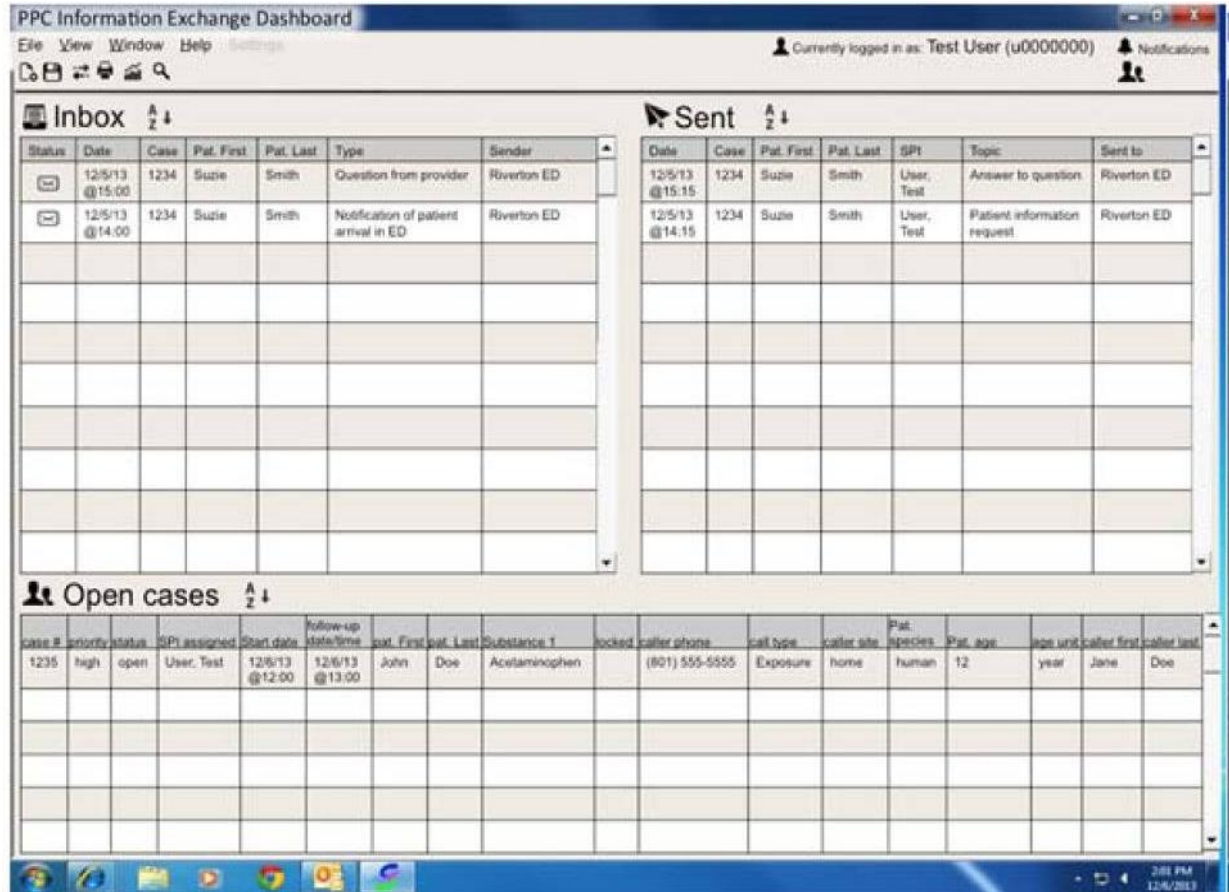 PPC Information Exchange Dashboard
File View Window Help Settings
Currently logged in as: Test User (u0000000) Notifications
Inbox A Z
Status Date Case Pat. First Pat. Last Type Sender
12/5/13 @15:00 1234 Suzie Smith Question from provider Riverton ED
12/5/13 @14:00 1234 Suzie Smith Notification of patient arrival in ED Riverton ED
Sent A Z
Date Case Pat. First Pat. Last SPI Topic Sent to
12/5/13 @15:15 1234 Suzie Smith User, Test Answer to question Riverton ED
12/5/13 @14:15 1234 Suzie Smith User, Test Patient information request Riverton ED
Open cases A Z
case # priority status SPI assigned Start date follow-up date/time pat. First pat. Last Substance 1 locked caller phone call type caller site Pat. species Pat. age age unit caller first caller last
1235 high open User, Test 12/6/13 @12:00 12/6/13 @13:00 John Doe Acetaminophen (801) 555-5555 Exposure home human 12 year Jane Doe
2:01 PM
12/6/2013